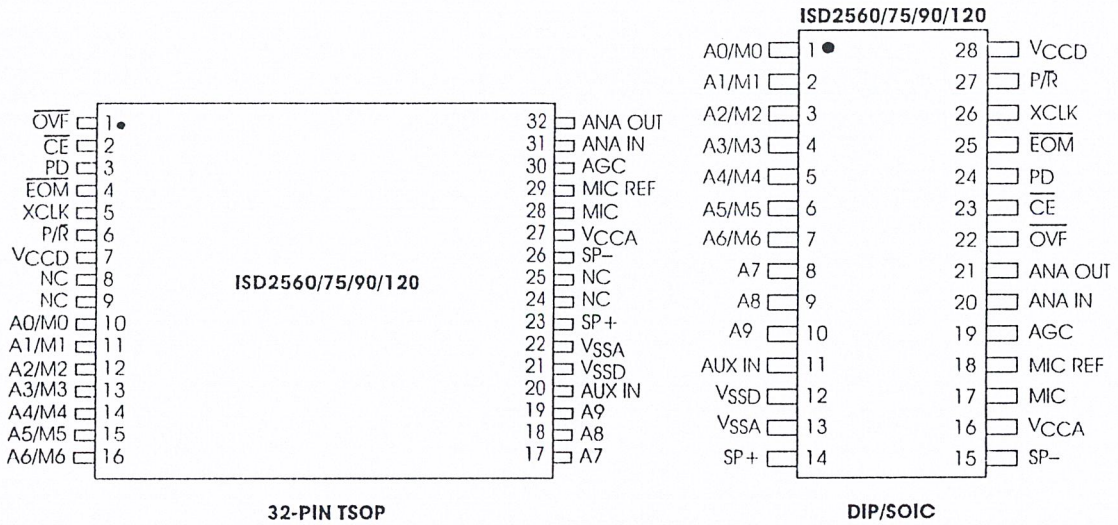 ISD2560/75/90/120
A0/M0 1 28 VCCD
A1/M1 2 27 P/R̅
A2/M2 3 26 XCLK
A3/M3 4 25 E̅O̅M̅
A4/M4 5 24 PD
A5/M5 6 23 C̅E̅
A6/M6 7 22 O̅V̅F̅
A7 8 21 ANA OUT
A8 9 20 ANA IN
A9 10 19 AGC
AUX IN 11 18 MIC REF
VSSD 12 17 MIC
VSSA 13 16 VCCA
SP+ 14 15 SP–
DIP/SOIC
O̅V̅F̅ 1 32 ANA OUT
C̅E̅ 2 31 ANA IN
PD 3 30 AGC
E̅O̅M̅ 4 29 MIC REF
XCLK 5 28 MIC
P/R̅ 6 27 VCCA
VCCD 7 26 SP–
NC 8 25 NC
ISD2560/75/90/120
NC 9 24 NC
A0/M0 10 23 SP+
A1/M1 11 22 VSSA
A2/M2 12 21 VSSD
A3/M3 13 20 AUX IN
A4/M4 14 19 A9
A5/M5 15 18 A8
A6/M6 16 17 A7
32-PIN TSOP